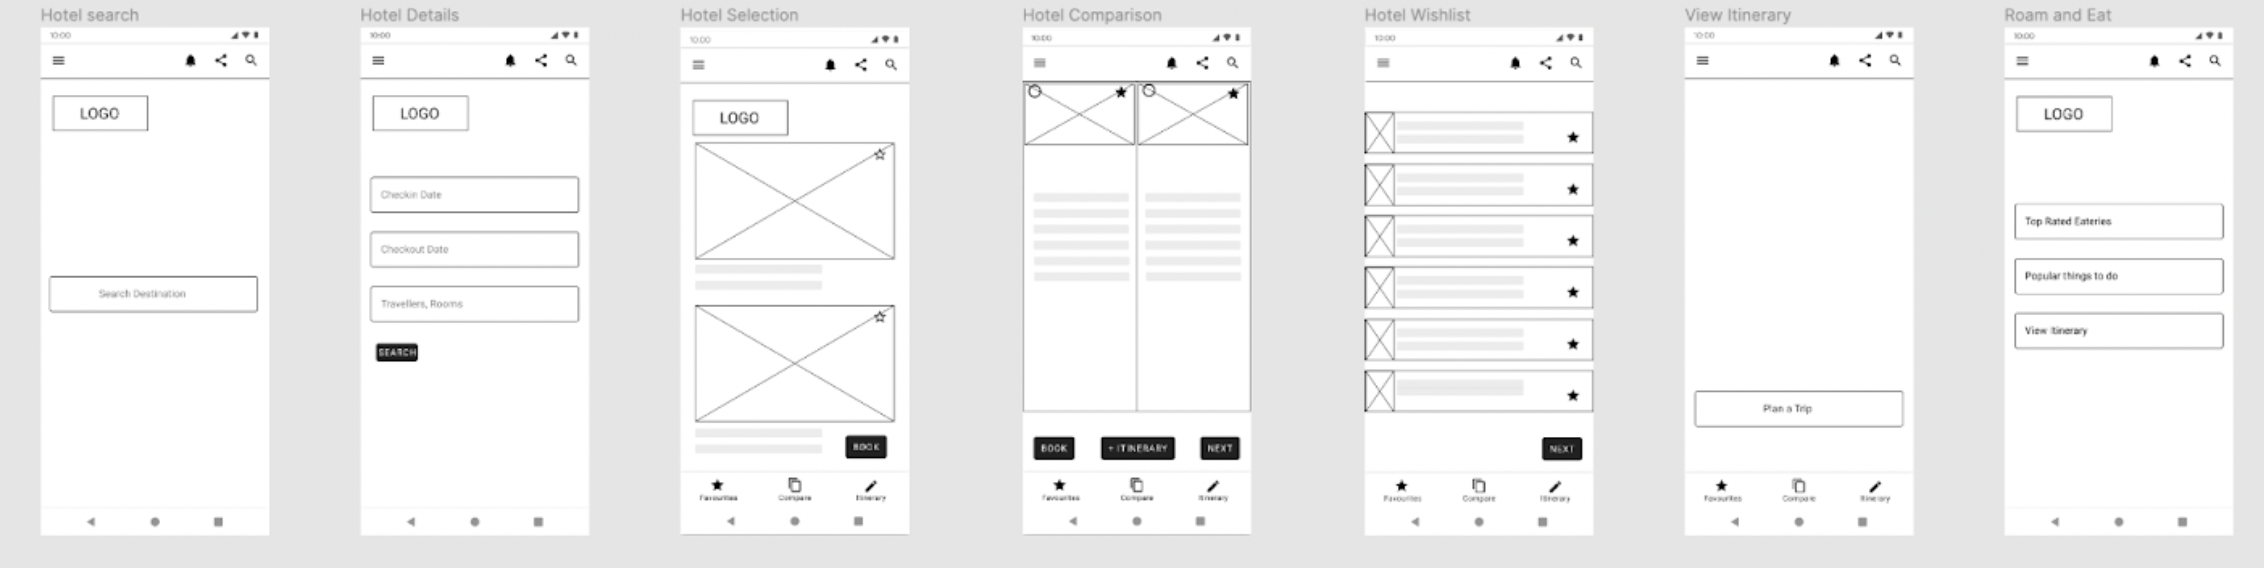 Hotel search
10:00
LOGO
Search Destination
Hotel Details
10:00
LOGO
Checkin Date
Checkout Date
Travellers, Rooms
SEARCH
Hotel Selection
10:00
LOGO
BOOK
Favourites
Compare
Itinerary
Hotel Comparison
10:00
BOOK
+ ITINERARY
NEXT
Favourites
Compare
Itinerary
Hotel Wishlist
10:00
NEXT
Favourites
Compare
Itinerary
View Itinerary
10:00
Plan a Trip
Favourites
Compare
Itinerary
Roam and Eat
10:00
LOGO
Top Rated Eateries
Popular things to do
View Itinerary